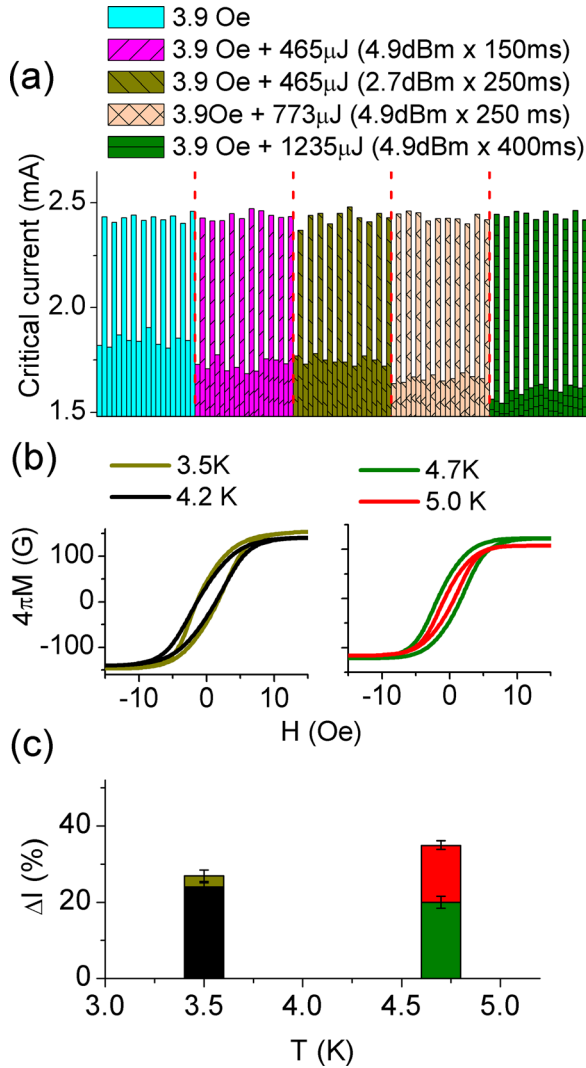 3.9 Oe
3.9 Oe + 465μJ (4.9dBm x 150ms)
(a)
3.9 Oe + 465μJ (2.7dBm x 250ms)
3.9Oe + 773μJ (4.9dBm x 250 ms)
3.9 Oe + 1235μJ (4.9dBm x 400ms)
Critical current (mA)
2.5
2.0
1.5
(b)
3.5K
4.7K
4.2 K
5.0 K
4πM (G)
100
0
-100
-10 0 10 -10 0 10
H (Oe)
(c)
ΔI (%)
40
20
0
3.0 3.5 4.0 4.5 5.0
T (K)